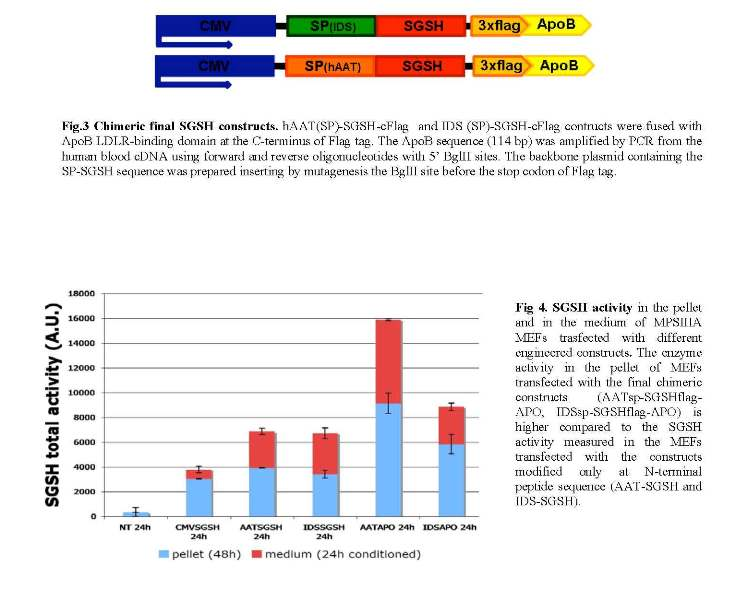 CMV SP(IDS) SGSH 3xflag ApoB
CMV SP(hAAT) SGSH 3xflag ApoB
Fig.3 Chimeric final SGSH constructs. hAAT(SP)-SGSH-cFlag and IDS (SP)-SGSH-cFlag contructs were fused with
ApoB LDLR-binding domain at the C-terminus of Flag tag. The ApoB sequence (114 bp) was amplified by PCR from the
human blood cDNA using forward and reverse oligonucleotides with 5' BglII sites. The backbone plasmid containing the
SP-SGSH sequence was prepared inserting by mutagenesis the BglII site before the stop codon of Flag tag.
SGSH total activity (A.U.)
18000
16000
14000
12000
10000
8000
6000
4000
2000
0
NT 24h CMVSGSH 24h AATSGSH 24h IDSSGSH 24h AATAPO 24h IDSAPO 24h
pellet (48h) medium (24h conditioned)
Fig 4. SGSH activity in the pellet
and in the medium of MPSIIIA
MEFs trasfected with different
engineered constructs. The enzyme
activity in the pellet of MEFs
transfected with the final chimeric
constructs (AATsp-SGSHflag-
APO, IDSsp-SGSHflag-APO) is
higher compared to the SGSH
activity measured in the MEFs
transfected with the constructs
modified only at N-terminal
peptide sequence (AAT-SGSH and
IDS-SGSH).